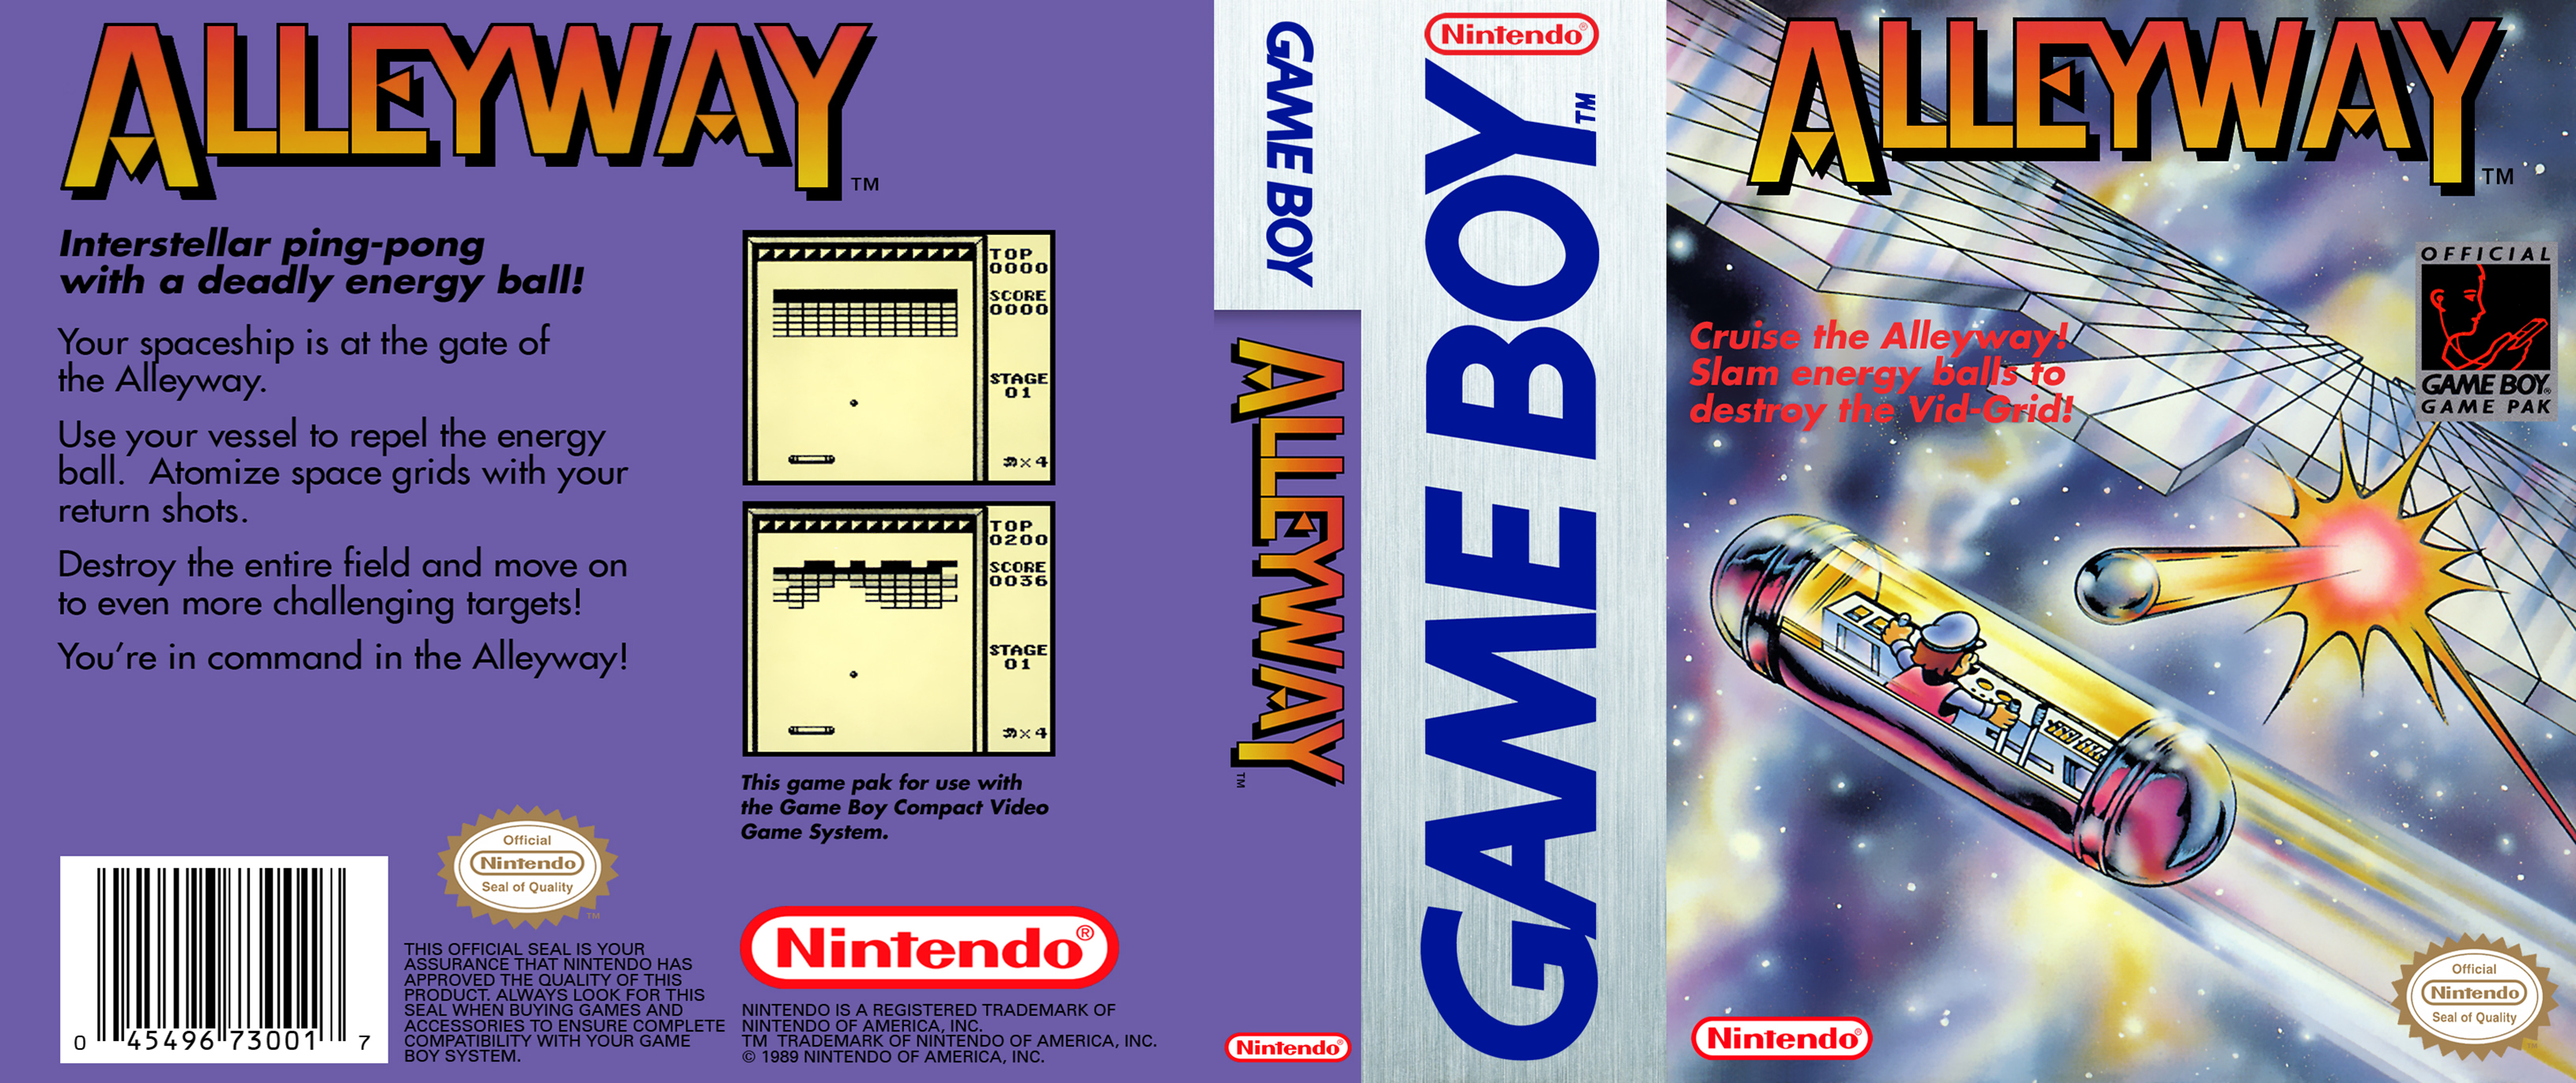 ALLEYWAY
TM
Interstellar ping-pong
with a deadly energy ball!
Your spaceship is at the gate of
the Alleyway.
Use your vessel to repel the energy
ball.  Atomize space grids with your
return shots.
Destroy the entire field and move on
to even more challenging targets!
You're in command in the Alleyway!
TOP
0000
SCORE
0000
STAGE
01
×4
TOP
0200
SCORE
0036
STAGE
01
×4
This game pak for use with
the Game Boy Compact Video
Game System.
0 45496 73001 7
Official
Nintendo
Seal of Quality
TM
THIS OFFICIAL SEAL IS YOUR
ASSURANCE THAT NINTENDO HAS
APPROVED THE QUALITY OF THIS
PRODUCT. ALWAYS LOOK FOR THIS
SEAL WHEN BUYING GAMES AND
ACCESSORIES TO ENSURE COMPLETE
COMPATIBILITY WITH YOUR GAME
BOY SYSTEM.
Nintendo®
NINTENDO IS A REGISTERED TRADEMARK OF
NINTENDO OF AMERICA, INC.
TM  TRADEMARK OF NINTENDO OF AMERICA, INC.
© 1989 NINTENDO OF AMERICA, INC.
GAME BOY
ALLEYWAY
TM
Nintendo®
Nintendo®
GAME BOY
TM
ALLEYWAY
TM
OFFICIAL
GAME BOY®
GAME PAK
Cruise the Alleyway!
Slam energy balls to
destroy the Vid-Grid!
Nintendo®
Official
Nintendo
Seal of Quality
TM